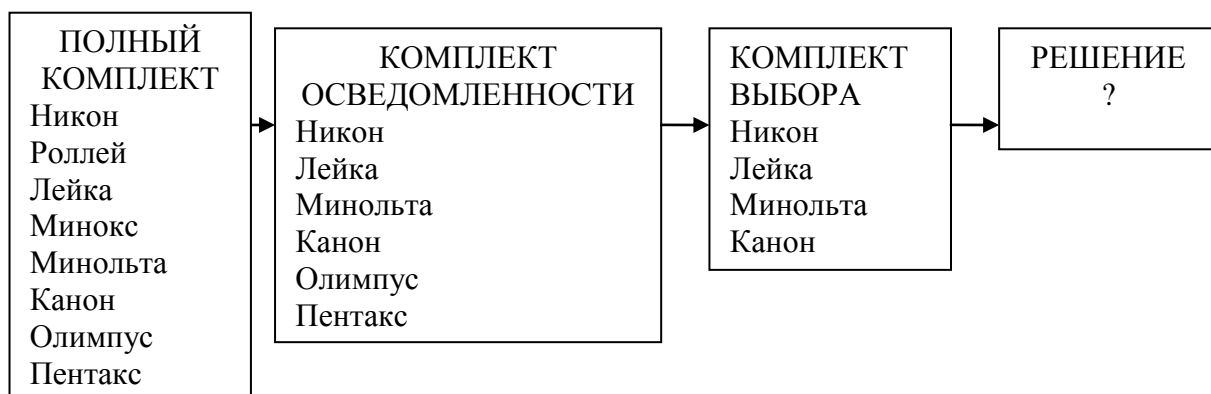 ПОЛНЫЙ
КОМПЛЕКТ
Никон
Роллей
Лейка
Минокс
Минольта
Канон
Олимпус
Пентакс
КОМПЛЕКТ
ОСВЕДОМЛЕННОСТИ
Никон
Лейка
Минольта
Канон
Олимпус
Пентакс
КОМПЛЕКТ
ВЫБОРА
Никон
Лейка
Минольта
Канон
РЕШЕНИЕ
?